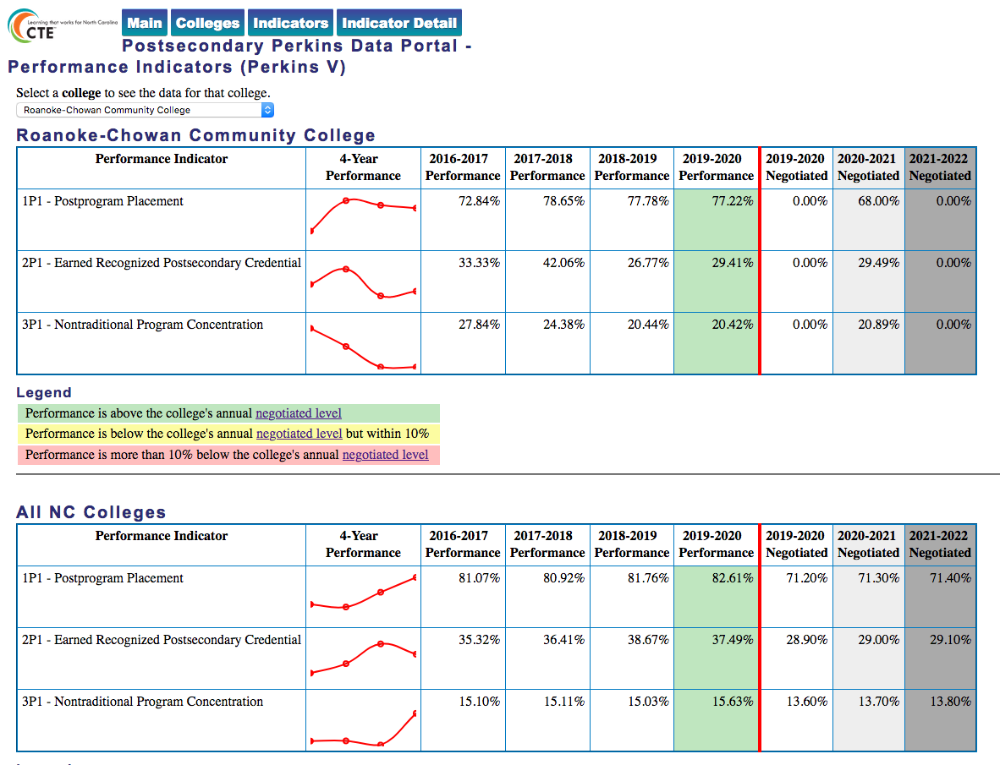 Learning that works for North Carolina
CTE
Main Colleges Indicators Indicator Detail
Postsecondary Perkins Data Portal -
Performance Indicators (Perkins V)
Select a college to see the data for that college.
Roanoke-Chowan Community College
Roanoke-Chowan Community College
Performance Indicator 4-Year Performance 2016-2017 Performance 2017-2018 Performance 2018-2019 Performance 2019-2020 Performance 2019-2020 Negotiated 2020-2021 Negotiated 2021-2022 Negotiated
1P1 - Postprogram Placement 72.84% 78.65% 77.78% 77.22% 0.00% 68.00% 0.00%
2P1 - Earned Recognized Postsecondary Credential 33.33% 42.06% 26.77% 29.41% 0.00% 29.49% 0.00%
3P1 - Nontraditional Program Concentration 27.84% 24.38% 20.44% 20.42% 0.00% 20.89% 0.00%
Legend
Performance is above the college's annual negotiated level
Performance is below the college's annual negotiated level but within 10%
Performance is more than 10% below the college's annual negotiated level
All NC Colleges
Performance Indicator 4-Year Performance 2016-2017 Performance 2017-2018 Performance 2018-2019 Performance 2019-2020 Performance 2019-2020 Negotiated 2020-2021 Negotiated 2021-2022 Negotiated
1P1 - Postprogram Placement 81.07% 80.92% 81.76% 82.61% 71.20% 71.30% 71.40%
2P1 - Earned Recognized Postsecondary Credential 35.32% 36.41% 38.67% 37.49% 28.90% 29.00% 29.10%
3P1 - Nontraditional Program Concentration 15.10% 15.11% 15.03% 15.63% 13.60% 13.70% 13.80%